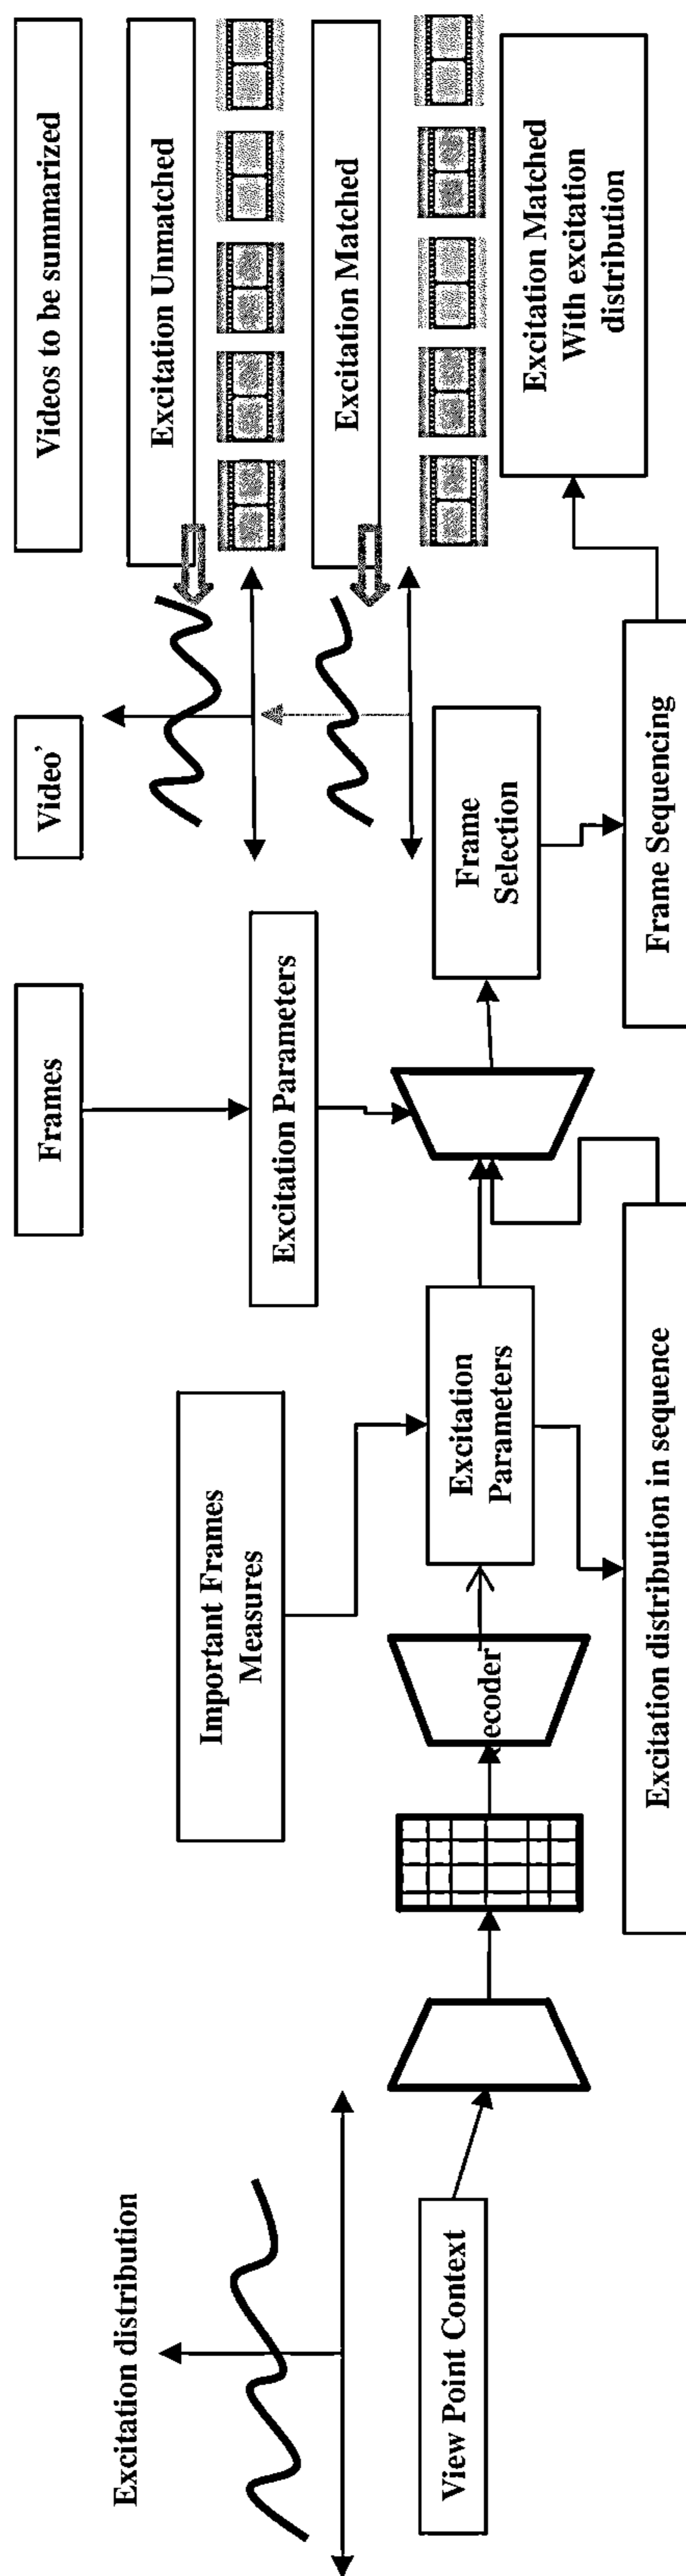 Excitation distribution
View Point Context
Important Frames
Measures
ecoder
Excitation
Parameters
Excitation distribution in sequence
Frames
Excitation Parameters
Video'
Frame
Selection
Frame Sequencing
Videos to be summarized
Excitation Unmatched
Excitation Matched
Excitation Matched
With excitation
distribution